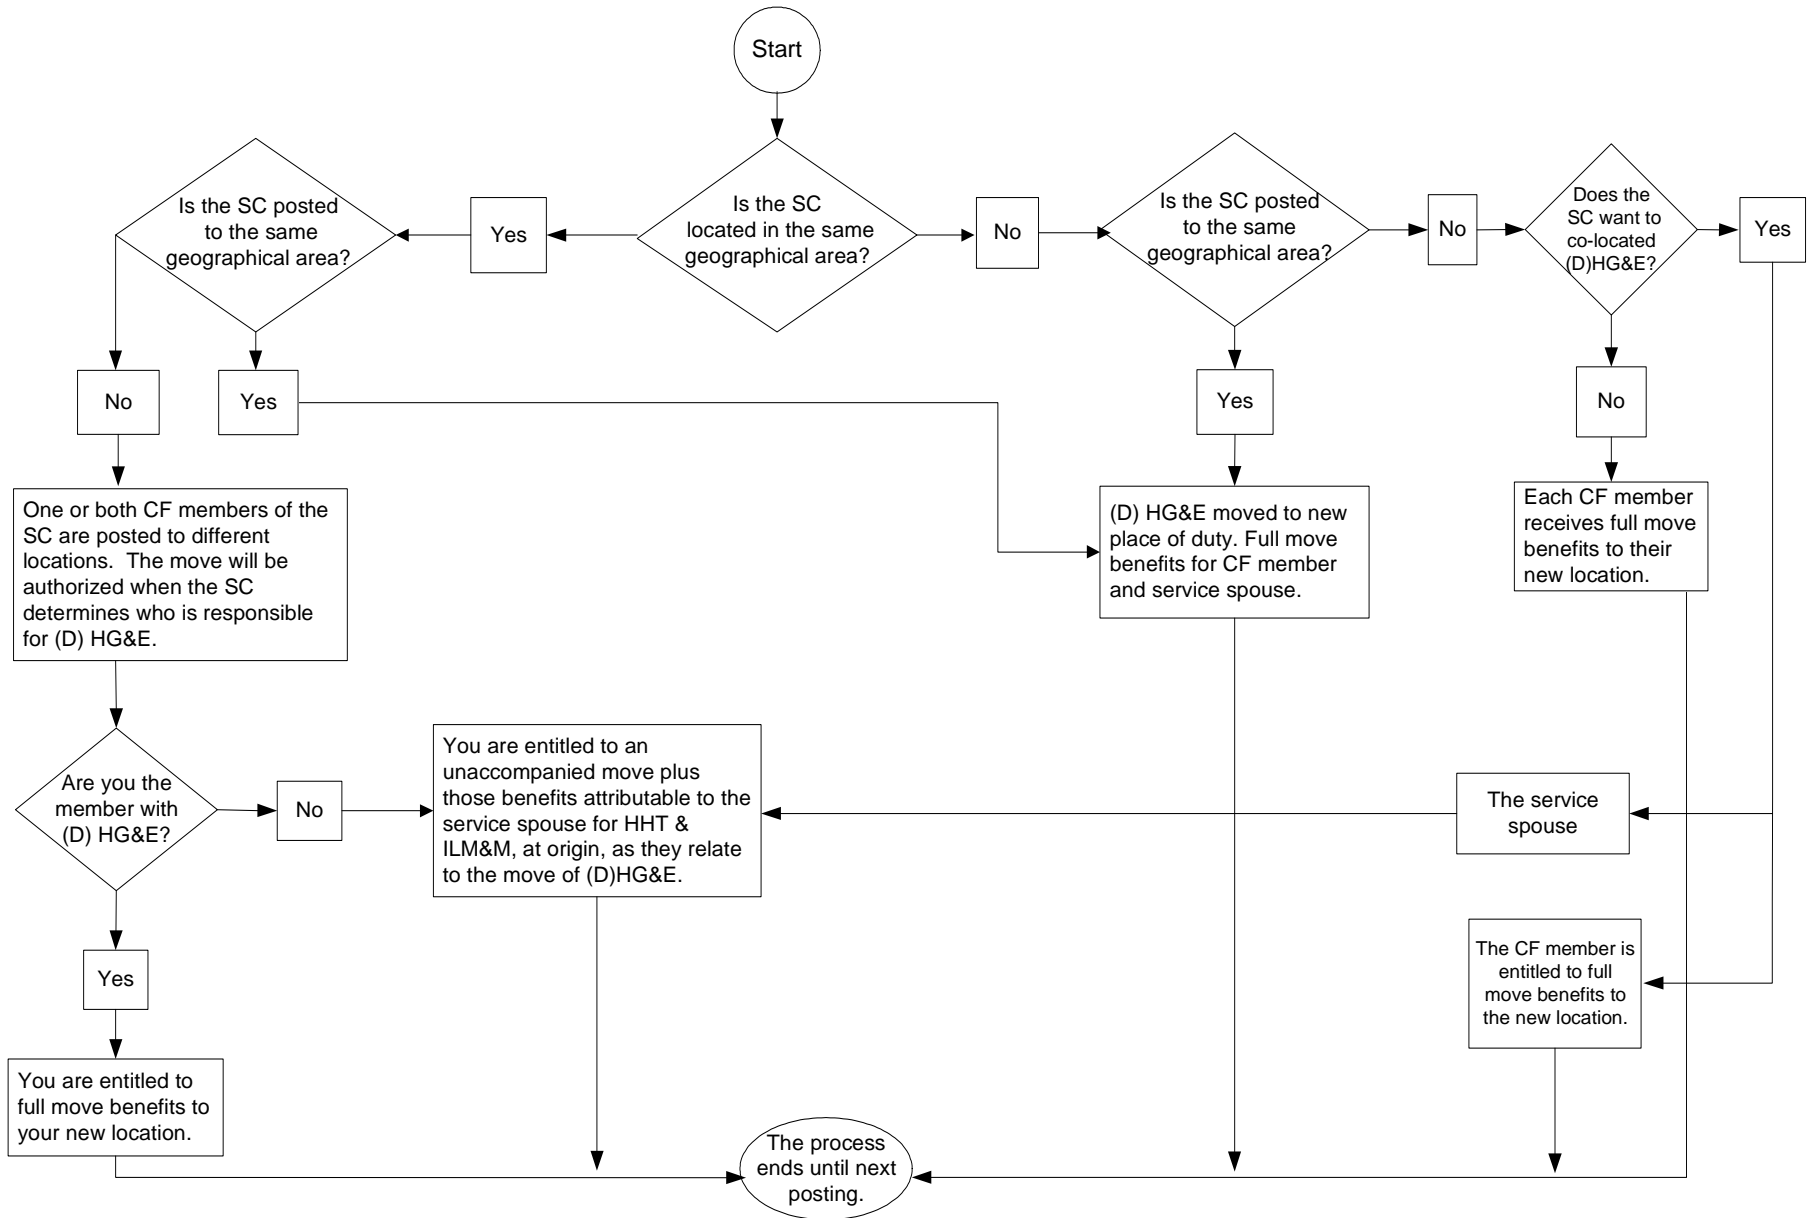 Start
Is the SC posted
to the same
geographical area?
Yes
Is the SC
located in the same
geographical area?
No
Is the SC posted
to the same
geographical area?
No
Does the
SC want to
co-located
(D)HG&E?
Yes
No
Yes
Yes
No
One or both CF members of the
SC are posted to different
locations.  The move will be
authorized when the SC
determines who is responsible
for (D) HG&E.
(D) HG&E moved to new
place of duty. Full move
benefits for CF member
and service spouse.
Each CF member
receives full move
benefits to their
new location.
Are you the
member with
(D) HG&E?
No
You are entitled to an
unaccompanied move plus
those benefits attributable to the
service spouse for HHT &
ILM&M, at origin, as they relate
to the move of (D)HG&E.
The service
spouse
Yes
The CF member is
entitled to full
move benefits to
the new location.
You are entitled to
full move benefits to
your new location.
The process
ends until next
posting.